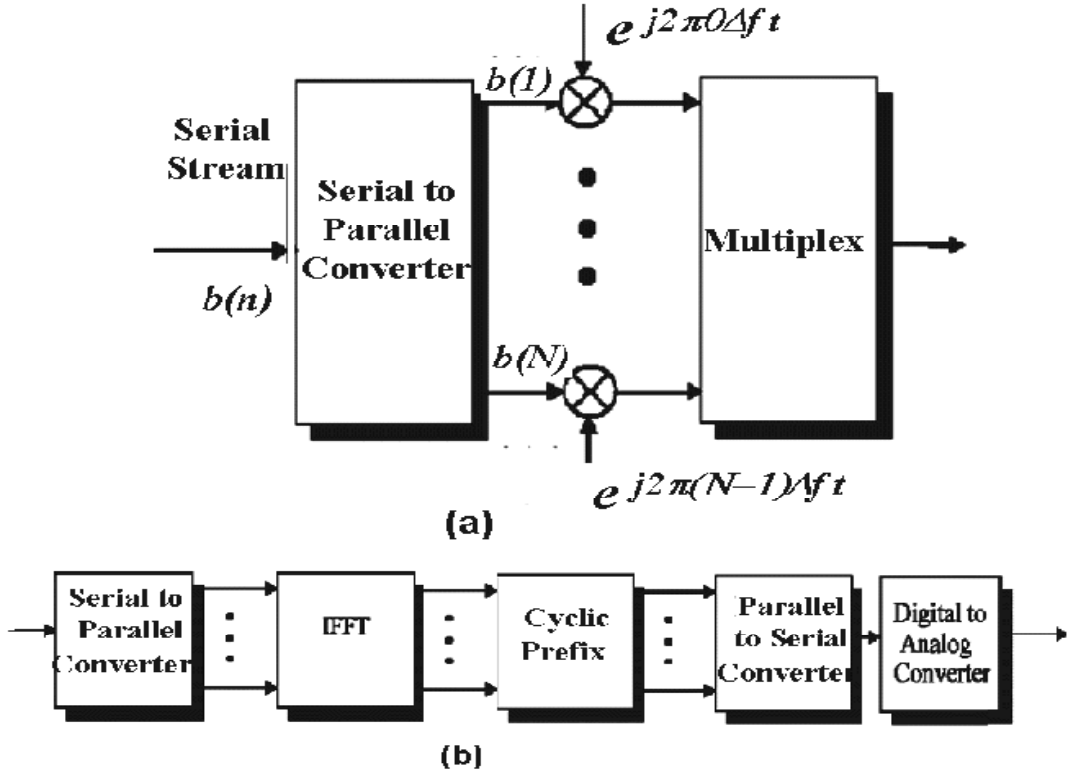 e j2π0Δf t
b(1)
Serial
Stream
Serial to
Parallel
Converter
Multiplex
b(n)
b(N)
e j2π(N−1)Δf t
(a)
Serial to
Parallel
Converter
IFFT
Cyclic
Prefix
Parallel
to Serial
Converter
Digital to
Analog
Converter
(b)